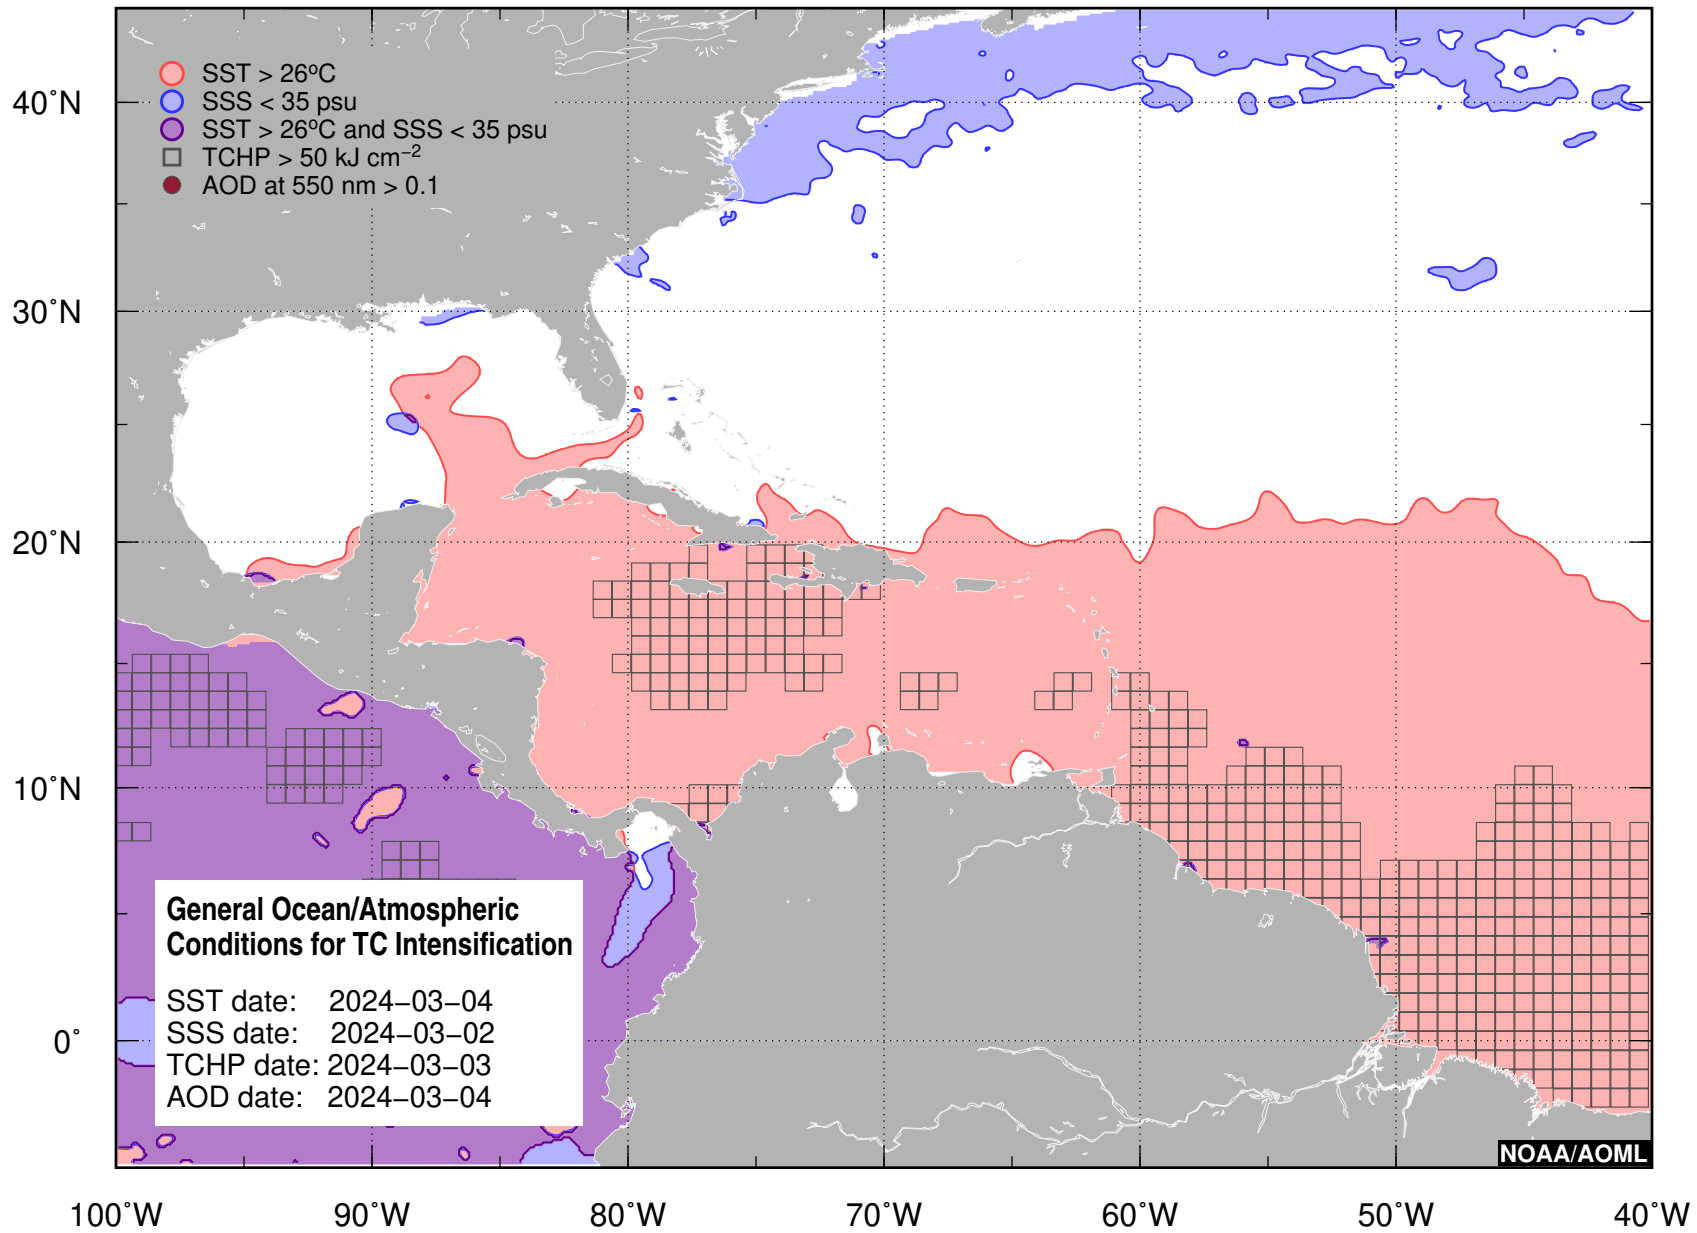 SST > 26ºC
SSS < 35 psu
SST > 26ºC and SSS < 35 psu
TCHP > 50 kJ cm⁻²
AOD at 550 nm > 0.1
40˚N
30˚N
20˚N
10˚N
0˚
General Ocean/Atmospheric
Conditions for TC Intensification
SST date: 2024−03−04
SSS date: 2024−03−02
TCHP date: 2024−03−03
AOD date: 2024−03−04
NOAA/AOML
100˚W 90˚W 80˚W 70˚W 60˚W 50˚W 40˚W